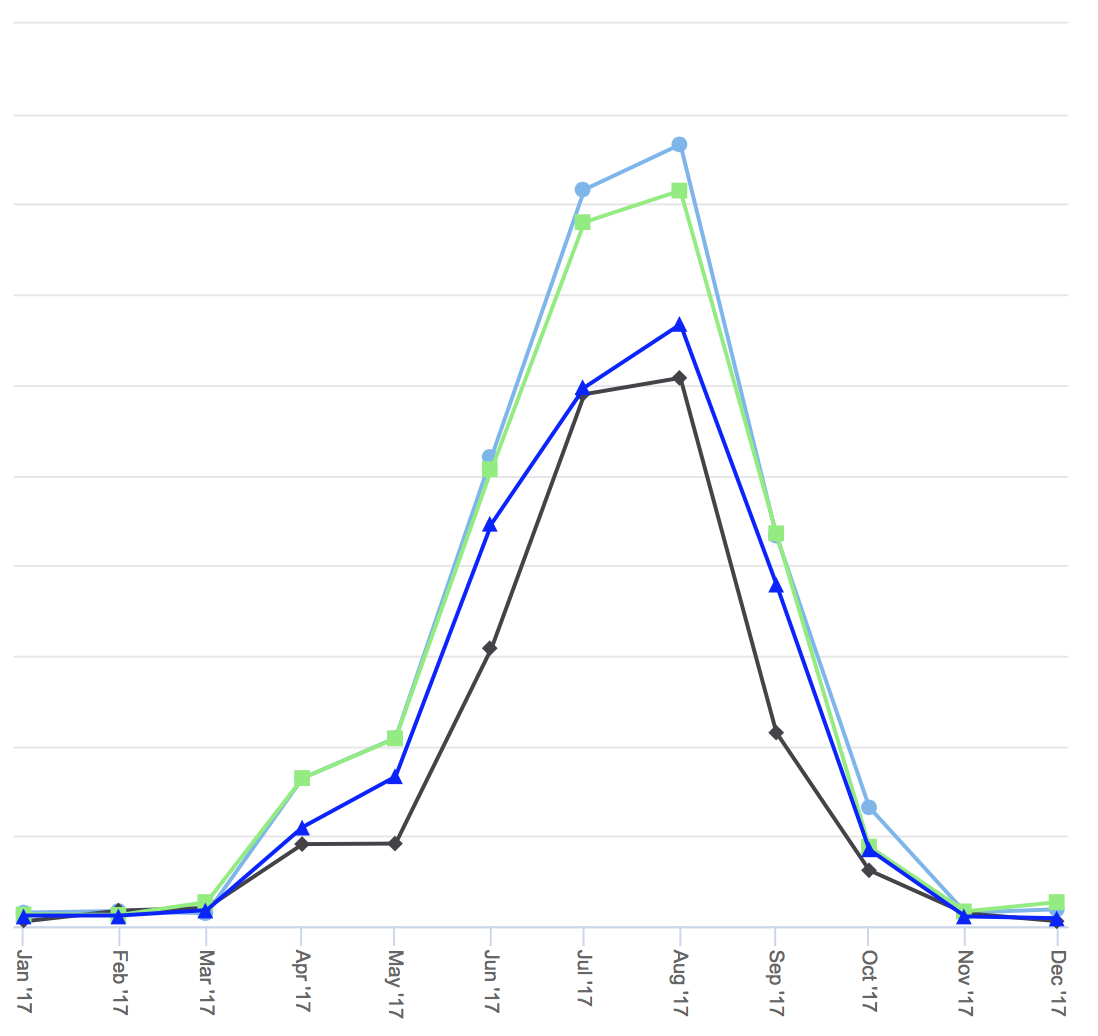 Jan '17
Feb '17
Mar '17
Apr '17
May '17
Jun '17
Jul '17
Aug '17
Sep '17
Oct '17
Nov '17
Dec '17